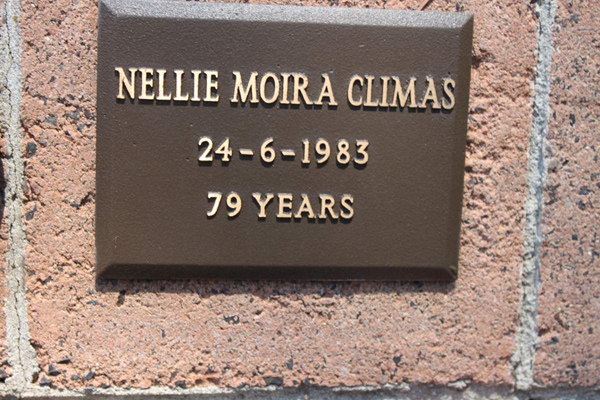 NELLIE MOIRA CLIMAS
24-6-1983
79 YEARS